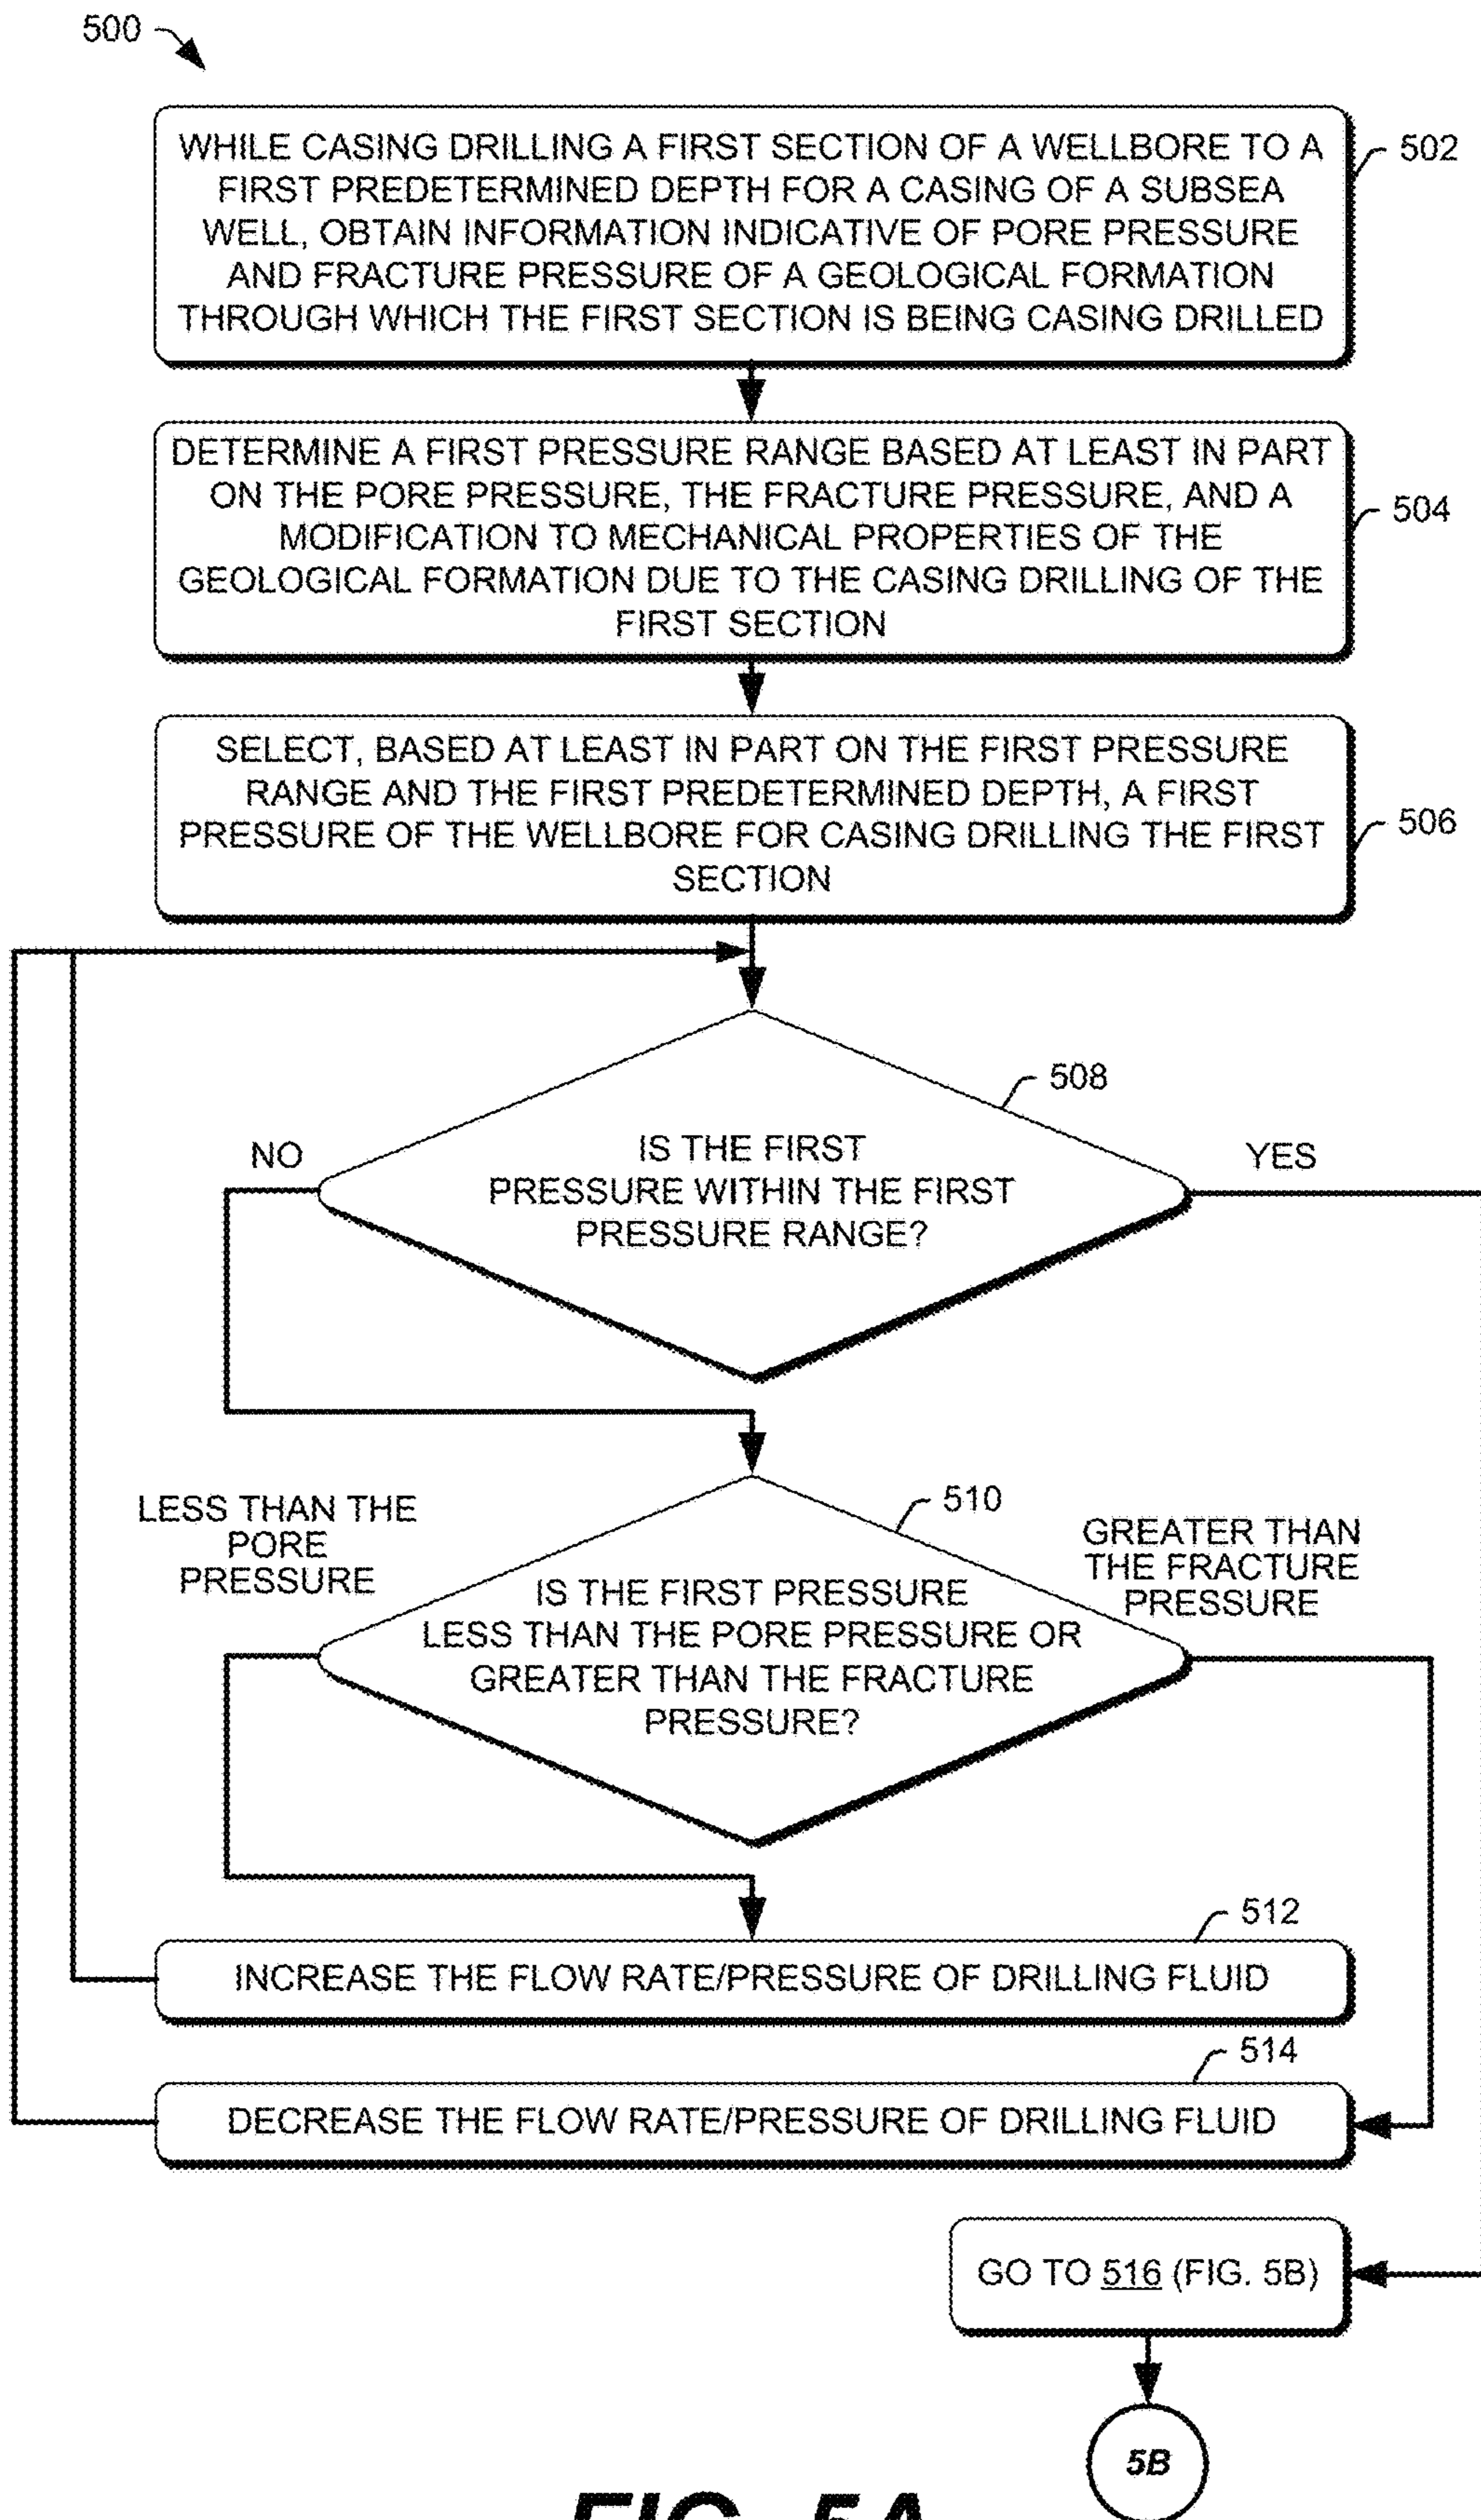 500
WHILE CASING DRILLING A FIRST SECTION OF A WELLBORE TO A
FIRST PREDETERMINED DEPTH FOR A CASING OF A SUBSEA
WELL, OBTAIN INFORMATION INDICATIVE OF PORE PRESSURE
AND FRACTURE PRESSURE OF A GEOLOGICAL FORMATION
THROUGH WHICH THE FIRST SECTION IS BEING CASING DRILLED
502
DETERMINE A FIRST PRESSURE RANGE BASED AT LEAST IN PART
ON THE PORE PRESSURE, THE FRACTURE PRESSURE, AND A
MODIFICATION TO MECHANICAL PROPERTIES OF THE
GEOLOGICAL FORMATION DUE TO THE CASING DRILLING OF THE
FIRST SECTION
504
SELECT, BASED AT LEAST IN PART ON THE FIRST PRESSURE
RANGE AND THE FIRST PREDETERMINED DEPTH, A FIRST
PRESSURE OF THE WELLBORE FOR CASING DRILLING THE FIRST
SECTION
506
508
NO
IS THE FIRST
PRESSURE WITHIN THE FIRST
PRESSURE RANGE?
YES
510
LESS THAN THE
PORE
PRESSURE
IS THE FIRST PRESSURE
LESS THAN THE PORE PRESSURE OR
GREATER THAN THE FRACTURE
PRESSURE?
GREATER THAN
THE FRACTURE
PRESSURE
512
INCREASE THE FLOW RATE/PRESSURE OF DRILLING FLUID
514
DECREASE THE FLOW RATE/PRESSURE OF DRILLING FLUID
GO TO 516 (FIG. 5B)
5B
FIG. 5A